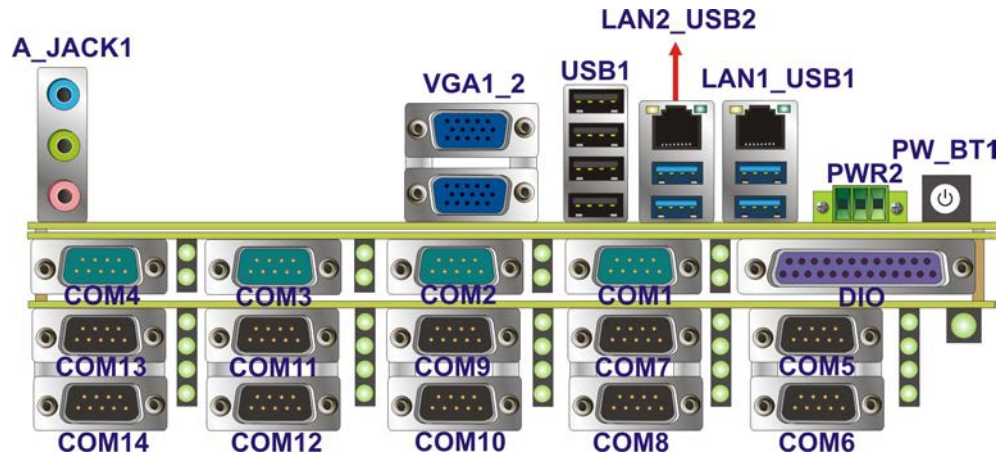 LAN2_USB2
A_JACK1
VGA1_2
USB1
LAN1_USB1
PWR2
PW_BT1
COM4
COM3
COM2
COM1
DIO
COM13
COM11
COM9
COM7
COM5
COM14
COM12
COM10
COM8
COM6